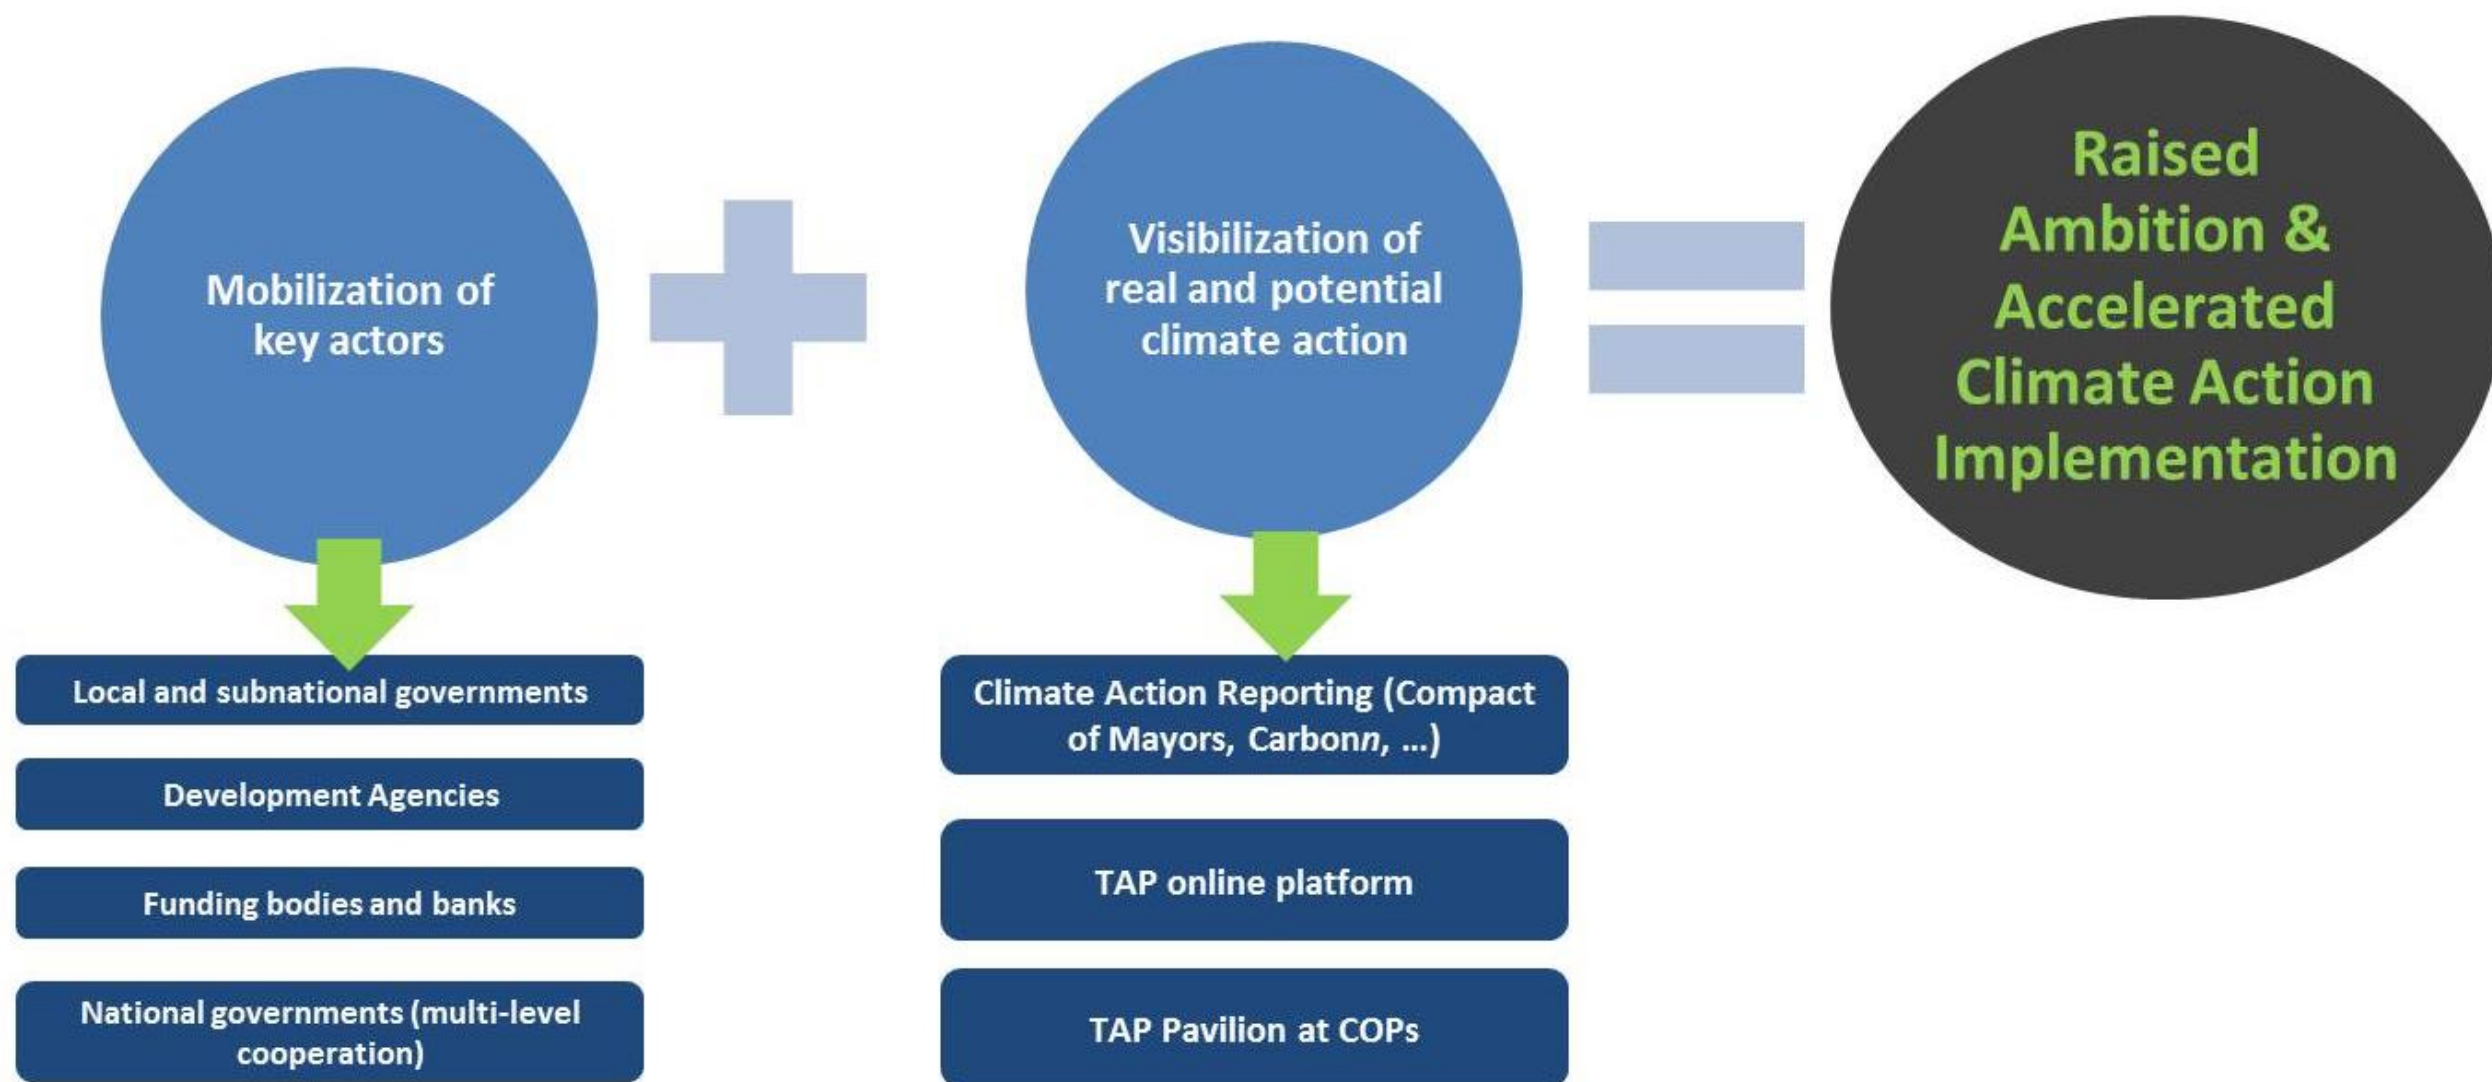 Mobilization of
key actors
Visibilization of
real and potential
climate action
Raised
Ambition &
Accelerated
Climate Action
Implementation
Local and subnational governments
Development Agencies
Funding bodies and banks
National governments (multi-level
cooperation)
Climate Action Reporting (Compact
of Mayors, Carbonn, ...)
TAP online platform
TAP Pavilion at COPs